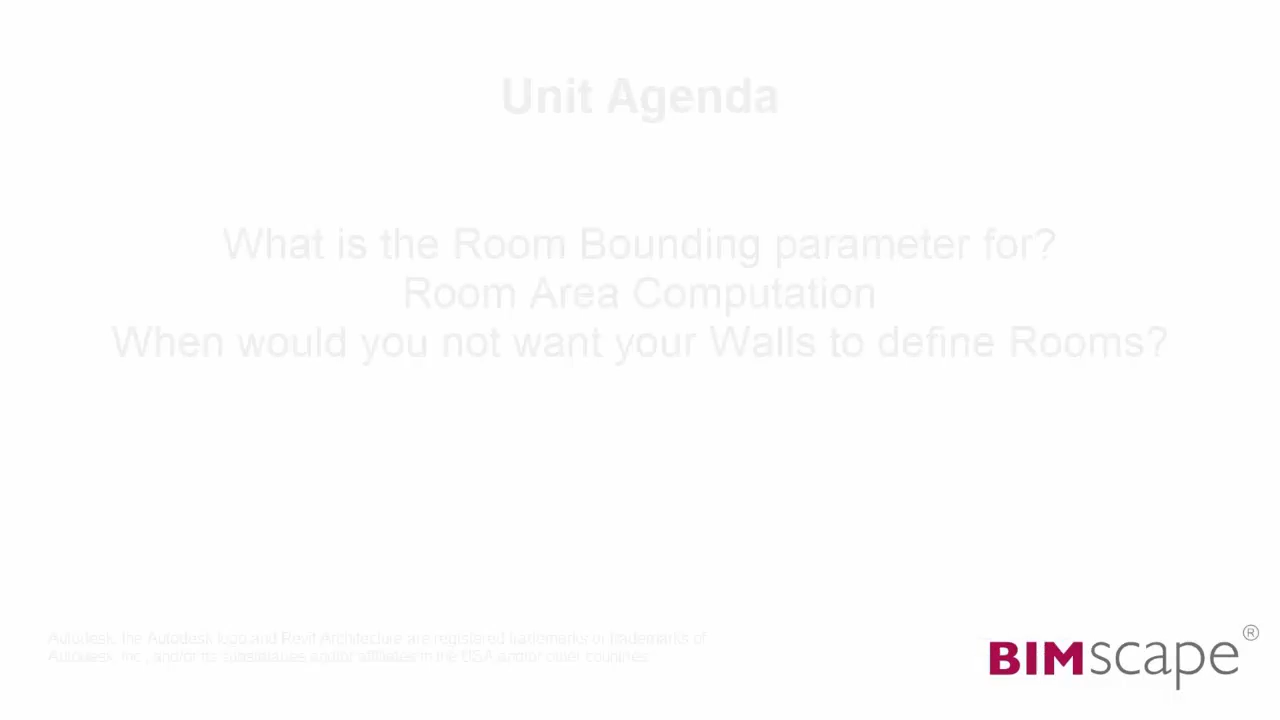 Unit Agenda
What is the Room Bounding parameter for?
Room Area Computation
When would you not want your Walls to define Rooms?
Autodesk, the Autodesk logo and Revit Architecture are registered trademarks or trademarks of
Autodesk, Inc., and/or its subsidiaries and/or affiliates in the USA and/or other countries.
BIMscape®